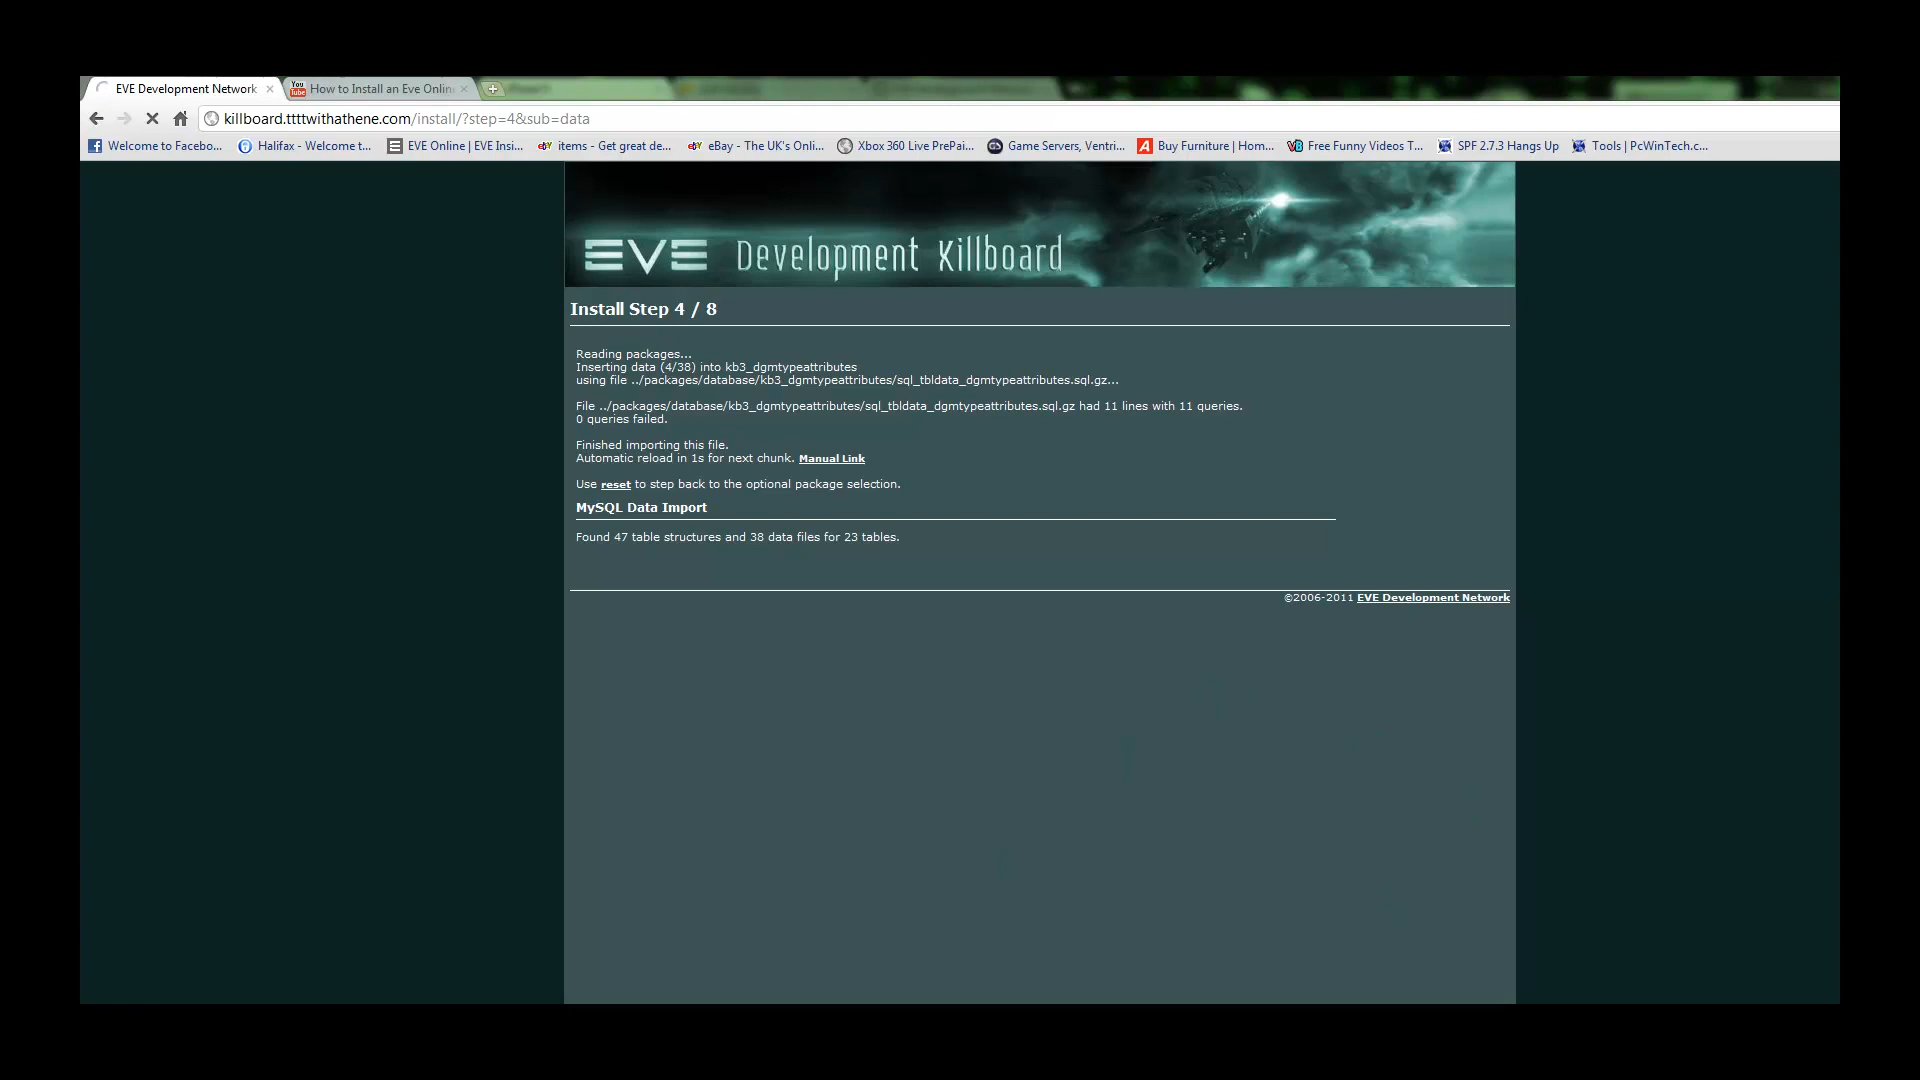 EVE Development Network
You Tube
How to Install an Eve Onlin
killboard.ttttwithathene.com/install/?step=4&sub=data
Welcome to Facebo... Halifax - Welcome t... EVE Online | EVE Insi... items - Get great de... eBay - The UK's Onli... Xbox 360 Live PrePai... Game Servers, Ventri... Buy Furniture | Hom... Free Funny Videos T... SPF 2.7.3 Hangs Up Tools | PcWinTech.c...
EVE Development Killboard
Install Step 4 / 8
Reading packages...
Inserting data (4/38) into kb3_dgmtypeattributes
using file ../packages/database/kb3_dgmtypeattributes/sql_tbldata_dgmtypeattributes.sql.gz...
File ../packages/database/kb3_dgmtypeattributes/sql_tbldata_dgmtypeattributes.sql.gz had 11 lines with 11 queries.
0 queries failed.
Finished importing this file.
Automatic reload in 1s for next chunk. Manual Link
Use reset to step back to the optional package selection.
MySQL Data Import
Found 47 table structures and 38 data files for 23 tables.
©2006-2011 EVE Development Network